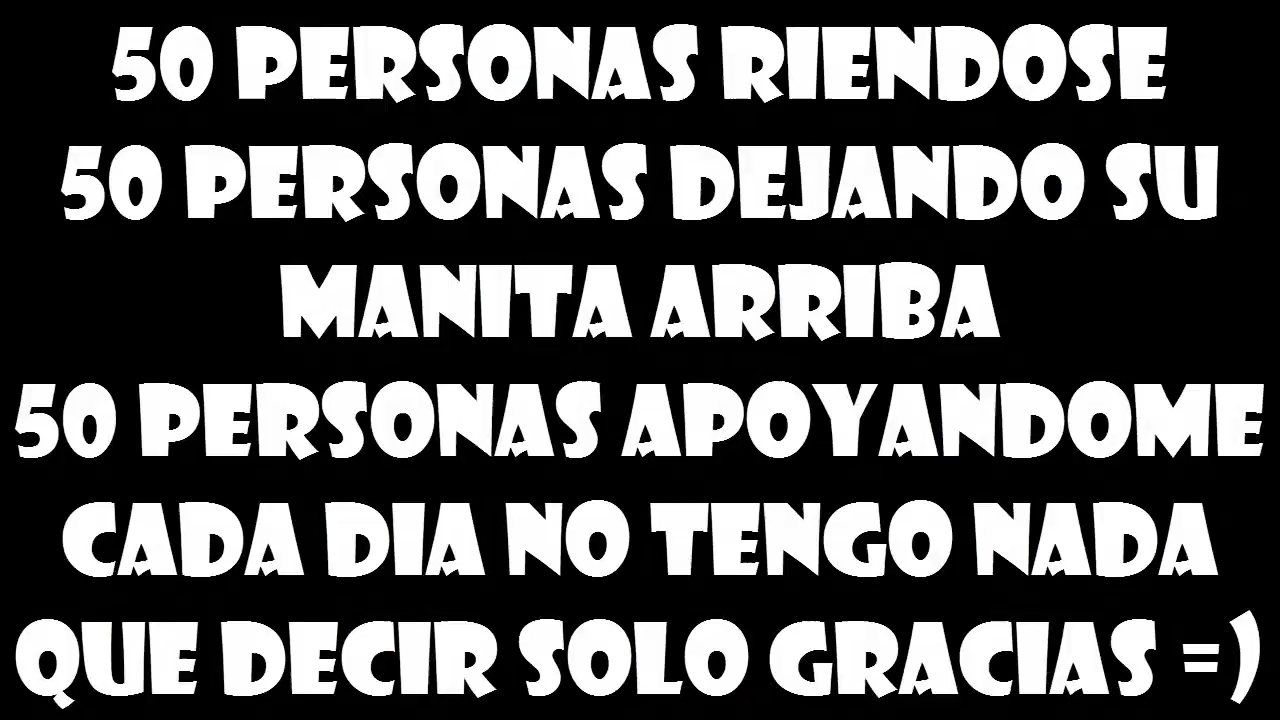 50 PERSONAS RIENDOSE
50 PERSONAS DEJANDO SU
MANITA ARRIBA
50 PERSONAS APOYANDOME
CADA DIA NO TENGO NADA
QUE DECIR SOLO GRACIAS =)